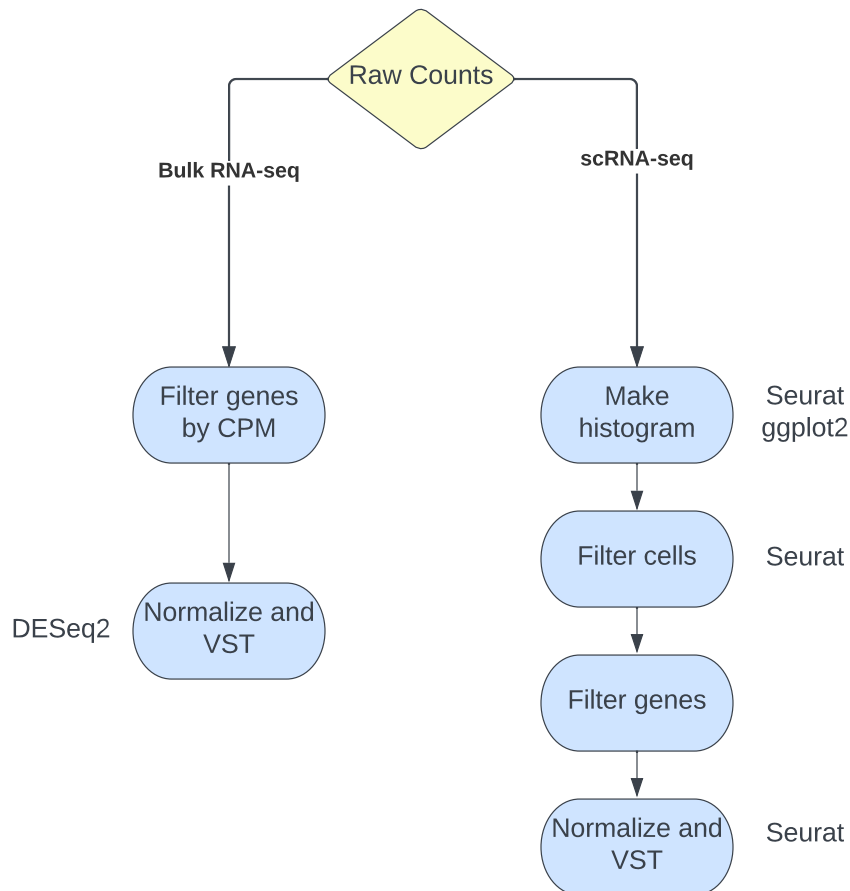 Raw Counts
Bulk RNA-seq
scRNA-seq
Filter genes
by CPM
Make
histogram
Seurat
ggplot2
Filter cells
Seurat
DESeq2
Normalize and
VST
Filter genes
Normalize and
VST
Seurat